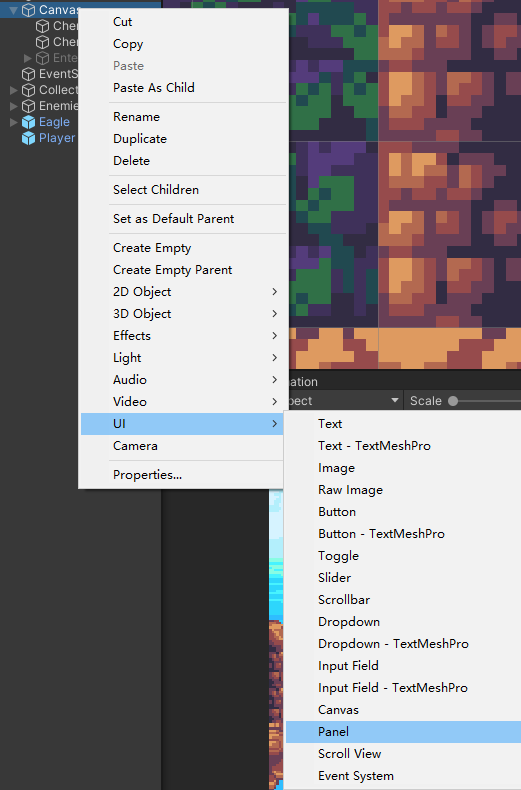 Canvas
Cher
Cher
Ente
EventS
Collect
Enemie
Eagle
Player
Cut
Copy
Paste
Paste As Child
Rename
Duplicate
Delete
Select Children
Set as Default Parent
Create Empty
Create Empty Parent
2D Object
3D Object
Effects
Light
Audio
Video
UI
Camera
Properties...
ation
pect
Scale
Text
Text - TextMeshPro
Image
Raw Image
Button
Button - TextMeshPro
Toggle
Slider
Scrollbar
Dropdown
Dropdown - TextMeshPro
Input Field
Input Field - TextMeshPro
Canvas
Panel
Scroll View
Event System